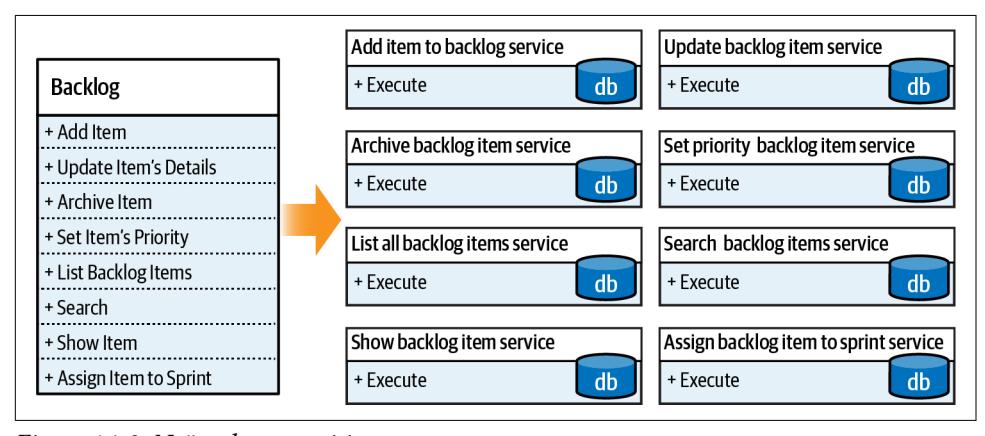 Backlog
+ Add Item
+ Update Item's Details
+ Archive Item
+ Set Item's Priority
+ List Backlog Items
+ Search
+ Show Item
+ Assign Item to Sprint
Add item to backlog service
+ Execute
db
Update backlog item service
+ Execute
db
Archive backlog item service
+ Execute
db
Set priority backlog item service
+ Execute
db
List all backlog items service
+ Execute
db
Search backlog items service
+ Execute
db
Show backlog item service
+ Execute
db
Assign backlog item to sprint service
+ Execute
db